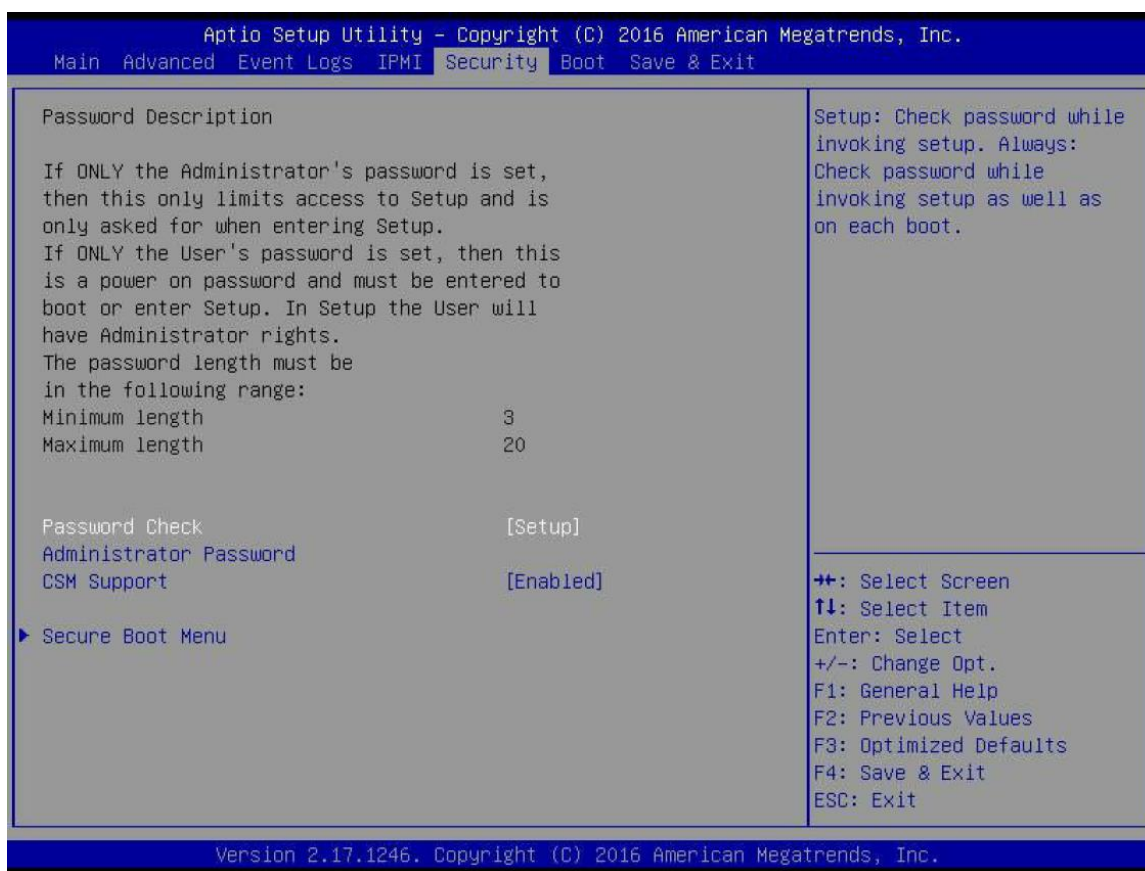 Aptio Setup Utility – Copyright (C) 2016 American Megatrends, Inc.
Main Advanced Event Logs IPMI Security Boot Save & Exit
Password Description
If ONLY the Administrator's password is set,
then this only limits access to Setup and is
only asked for when entering Setup.
If ONLY the User's password is set, then this
is a power on password and must be entered to
boot or enter Setup. In Setup the User will
have Administrator rights.
The password length must be
in the following range:
Minimum length 3
Maximum length 20
Password Check [Setup]
Administrator Password
CSM Support [Enabled]
Secure Boot Menu
Setup: Check password while
invoking setup. Always:
Check password while
invoking setup as well as
on each boot.
→←: Select Screen
↑↓: Select Item
Enter: Select
+/-: Change Opt.
F1: General Help
F2: Previous Values
F3: Optimized Defaults
F4: Save & Exit
ESC: Exit
Version 2.17.1246. Copyright (C) 2016 American Megatrends, Inc.